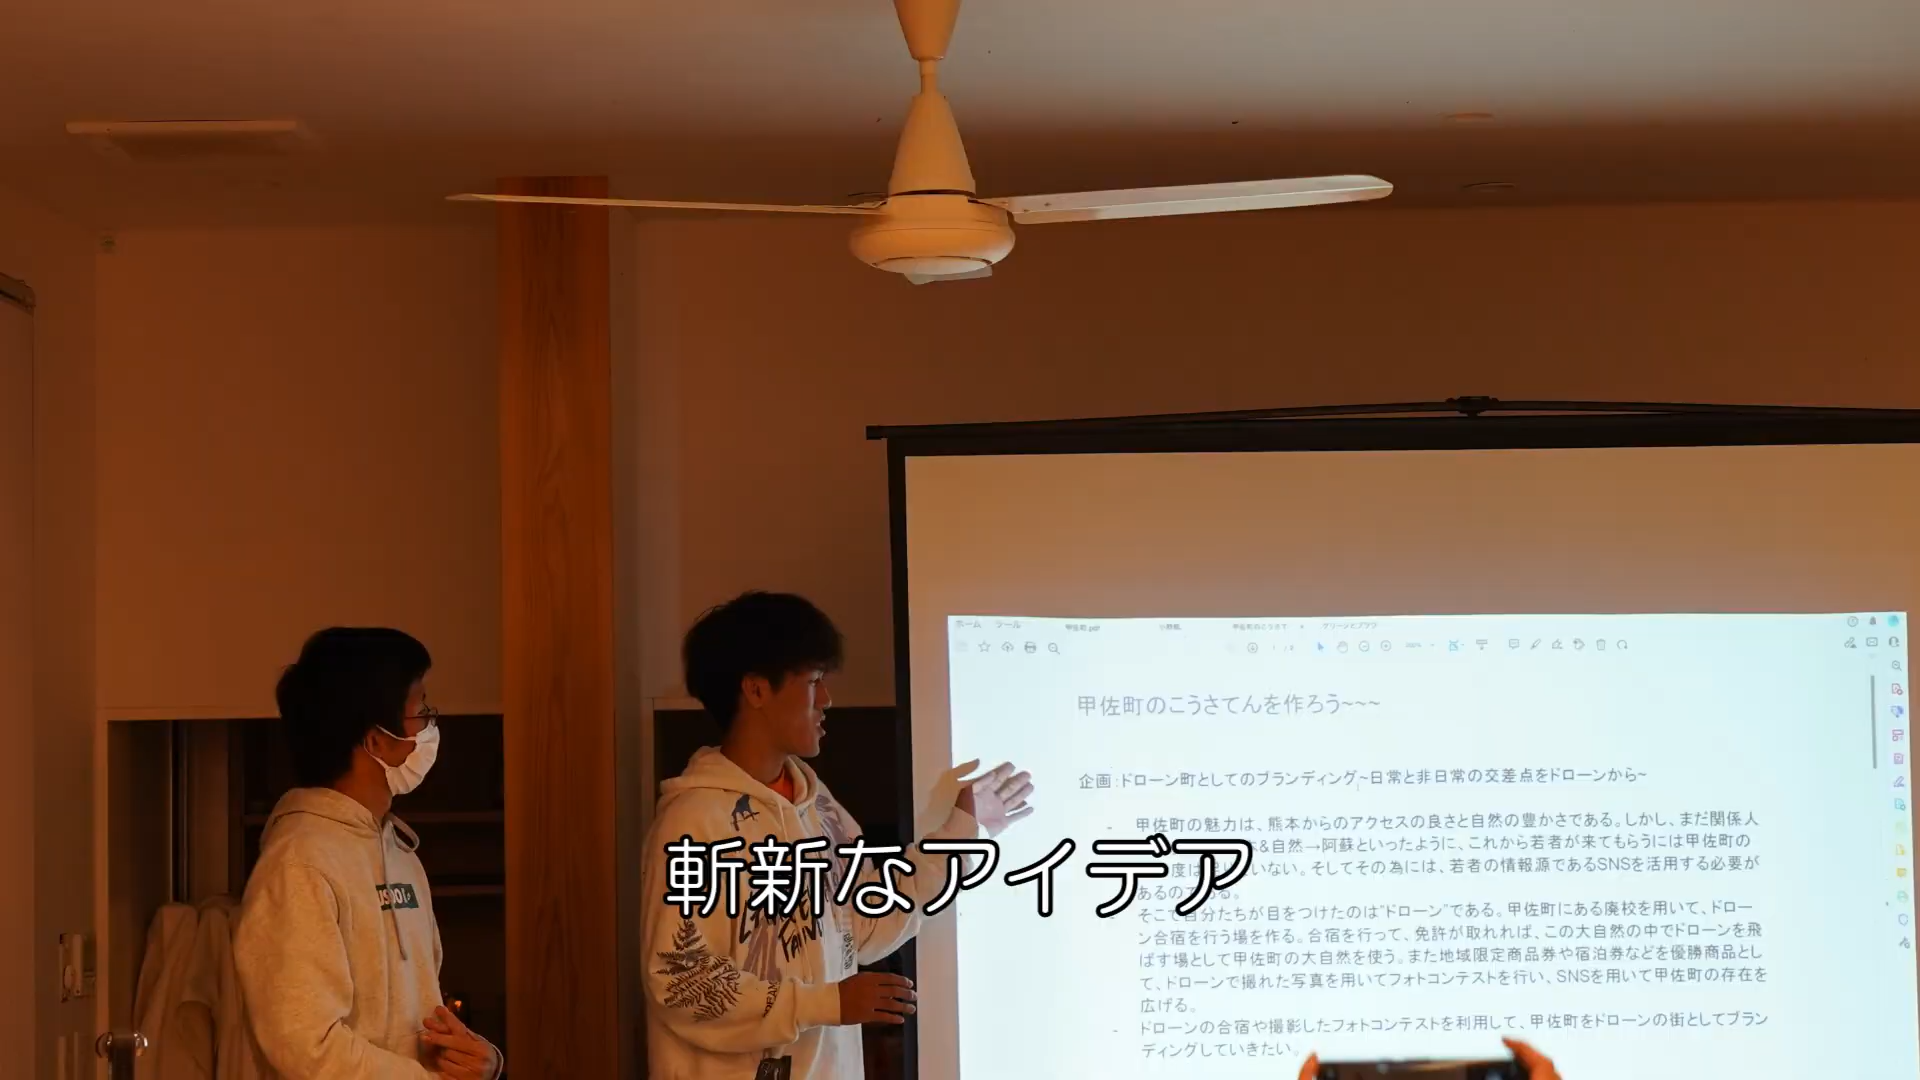 ホーム ツール 甲佐町.pdf
甲佐町のこうさてんを作ろう~~~
企画:ドローン町としてのブランディング~日常と非日常の交差点をドローンから~
- 甲佐町の魅力は、熊本からのアクセスの良さと自然の豊かさである。しかし、まだ関係人
&自然→阿蘇といったように、これから若者が来てもらうには甲佐町の
度は いない。そしてその為には、若者の情報源であるSNSを活用する必要が
あるのである。
斬新なアイデア
- そこで自分たちが目をつけたのは"ドローン"である。甲佐町にある廃校を用いて、ドロー
ン合宿を行う場を作る。合宿を行って、免許が取れれば、この大自然の中でドローンを飛
ばす場として甲佐町の大自然を使う。また地域限定商品券や宿泊券などを優勝商品とし
て、ドローンで撮れた写真を用いてフォトコンテストを行い、SNSを用いて甲佐町の存在を
広げる。
- ドローンの合宿や撮影したフォトコンテストを利用して、甲佐町をドローンの街としてブラン
ディングしていきたい。